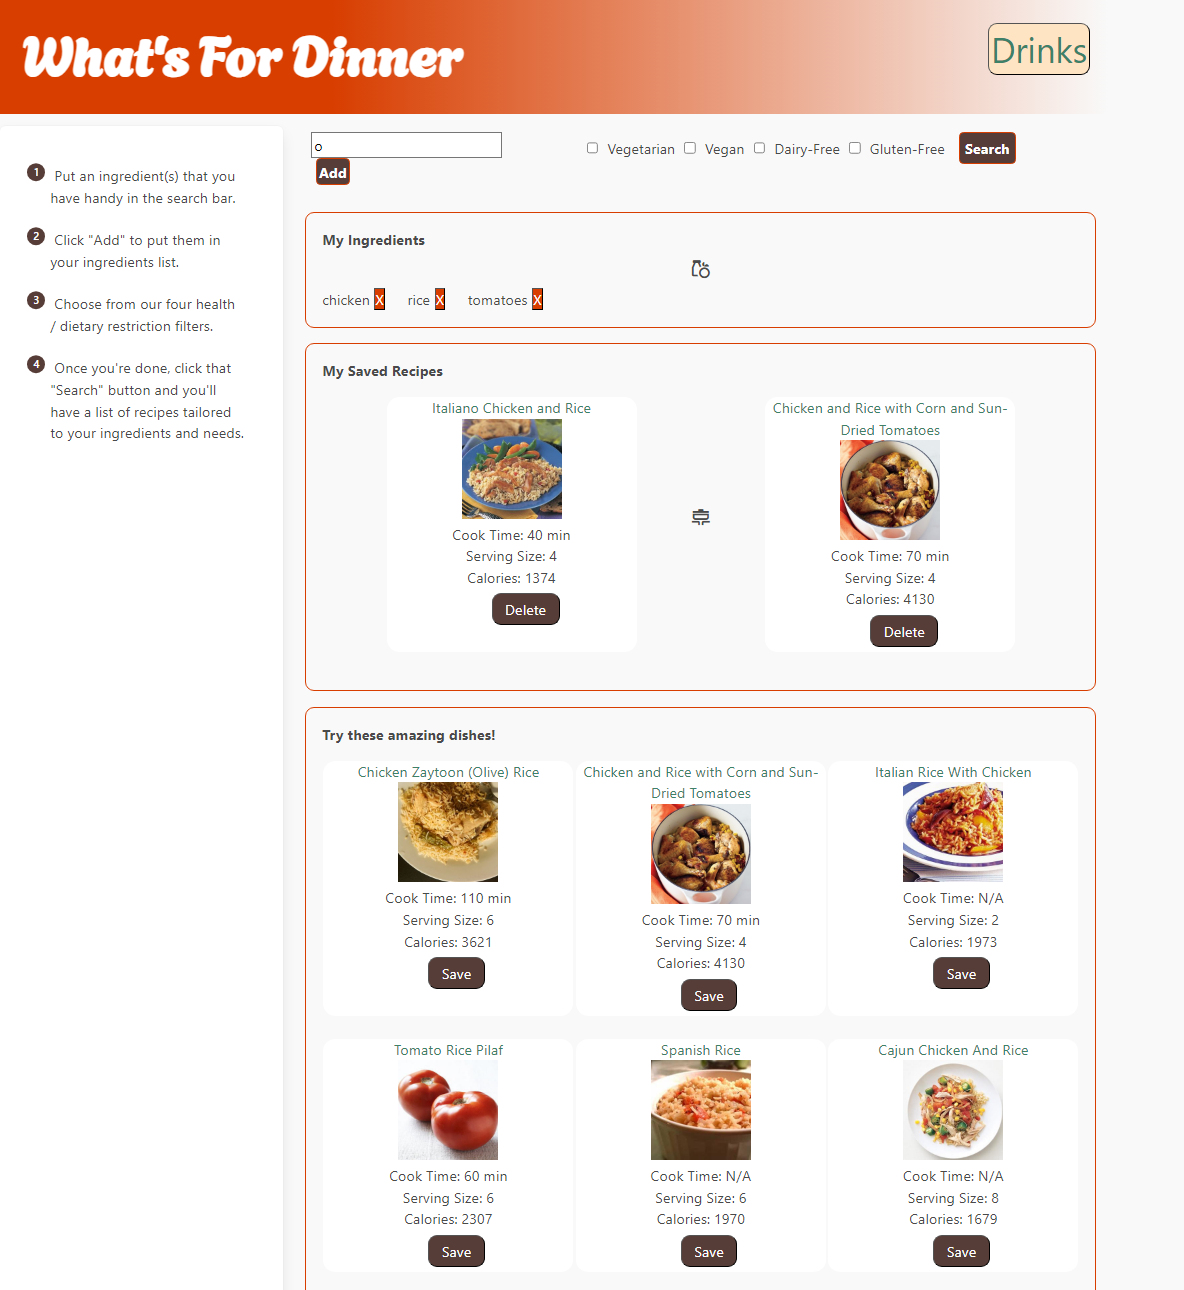 What's For Dinner
Drinks
1 Put an ingredient(s) that you
have handy in the search bar.
2 Click "Add" to put them in
your ingredients list.
3 Choose from our four health
/ dietary restriction filters.
4 Once you're done, click that
"Search" button and you'll
have a list of recipes tailored
to your ingredients and needs.
o
Add
Vegetarian Vegan Dairy-Free Gluten-Free Search
My Ingredients
chicken X rice X tomatoes X
My Saved Recipes
Italiano Chicken and Rice
Cook Time: 40 min
Serving Size: 4
Calories: 1374
Delete
Chicken and Rice with Corn and Sun-
Dried Tomatoes
Cook Time: 70 min
Serving Size: 4
Calories: 4130
Delete
Try these amazing dishes!
Chicken Zaytoon (Olive) Rice
Cook Time: 110 min
Serving Size: 6
Calories: 3621
Save
Chicken and Rice with Corn and Sun-
Dried Tomatoes
Cook Time: 70 min
Serving Size: 4
Calories: 4130
Save
Italian Rice With Chicken
Cook Time: N/A
Serving Size: 2
Calories: 1973
Save
Tomato Rice Pilaf
Cook Time: 60 min
Serving Size: 6
Calories: 2307
Save
Spanish Rice
Cook Time: N/A
Serving Size: 6
Calories: 1970
Save
Cajun Chicken And Rice
Cook Time: N/A
Serving Size: 8
Calories: 1679
Save